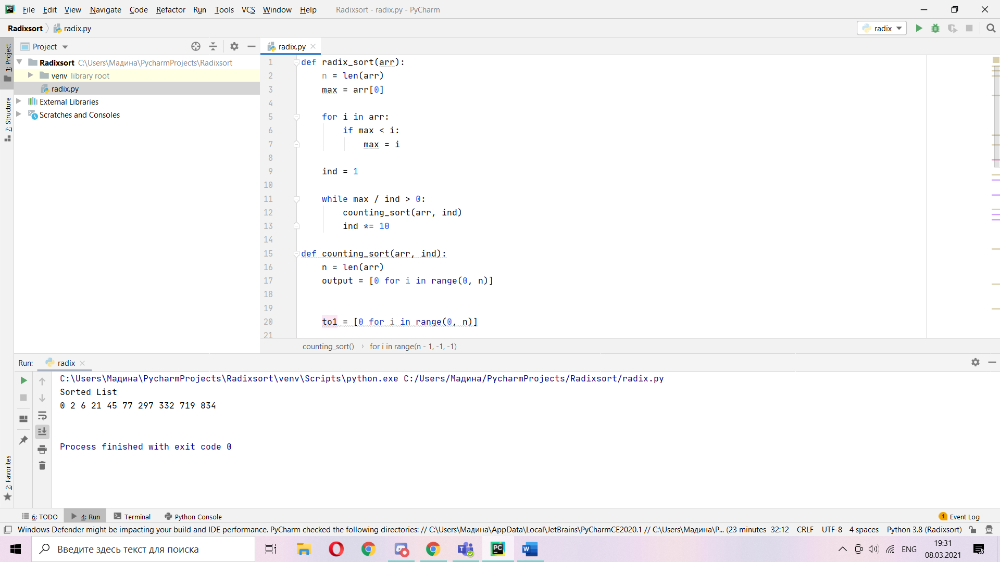 File Edit View Navigate Code Refactor Run Tools VCS Window Help Radixsort - radix.py - PyCharm
Radixsort radix.py radix
Project
radix.py
1: Project
7: Structure
2: Favorites
Radixsort C:\Users\Мадина\PycharmProjects\Radixsort
venv library root
radix.py
External Libraries
Scratches and Consoles
1 def radix_sort(arr):
2 n = len(arr)
3 max = arr[0]
4
5 for i in arr:
6 if max < i:
7 max = i
8
9 ind = 1
10
11 while max / ind > 0:
12 counting_sort(arr, ind)
13 ind *= 10
14
15 def counting_sort(arr, ind):
16 n = len(arr)
17 output = [0 for i in range(0, n)]
18
19
20 to1 = [0 for i in range(0, n)]
21
counting_sort() › for i in range(n - 1, -1, -1)
Run: radix
C:\Users\Мадина\PycharmProjects\Radixsort\venv\Scripts\python.exe C:/Users/Мадина/PycharmProjects/Radixsort/radix.py
Sorted List
0 2 6 21 45 77 297 332 719 834
Process finished with exit code 0
6: TODO 4: Run Terminal Python Console 1 Event Log
Windows Defender might be impacting your build and IDE performance. PyCharm checked the following directories: // C:\Users\Мадина\AppData\Local\JetBrains\PyCharmCE2020.1 // C:\Users\Мадина\P... (23 minutes 32:12 CRLF UTF-8 4 spaces Python 3.8 (Radixsort)
Введите здесь текст для поиска
ENG
19:31
08.03.2021